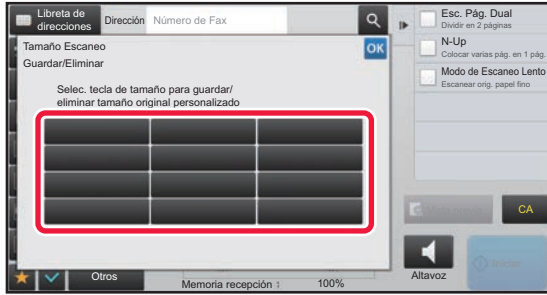 Libreta de
direcciones
Dirección
Número de Fax
Tamaño Escaneo
OK
Guardar/Eliminar
Selec. tecla de tamaño para guardar/
eliminar tamaño original personalizado
Esc. Pág. Dual
Dividir en 2 páginas
N-Up
Colocar varias pág. en 1 pág.
Modo de Escaneo Lento
Escanear orig. papel fino
CA
Altavoz
Otros
Memoria recepción :
100%